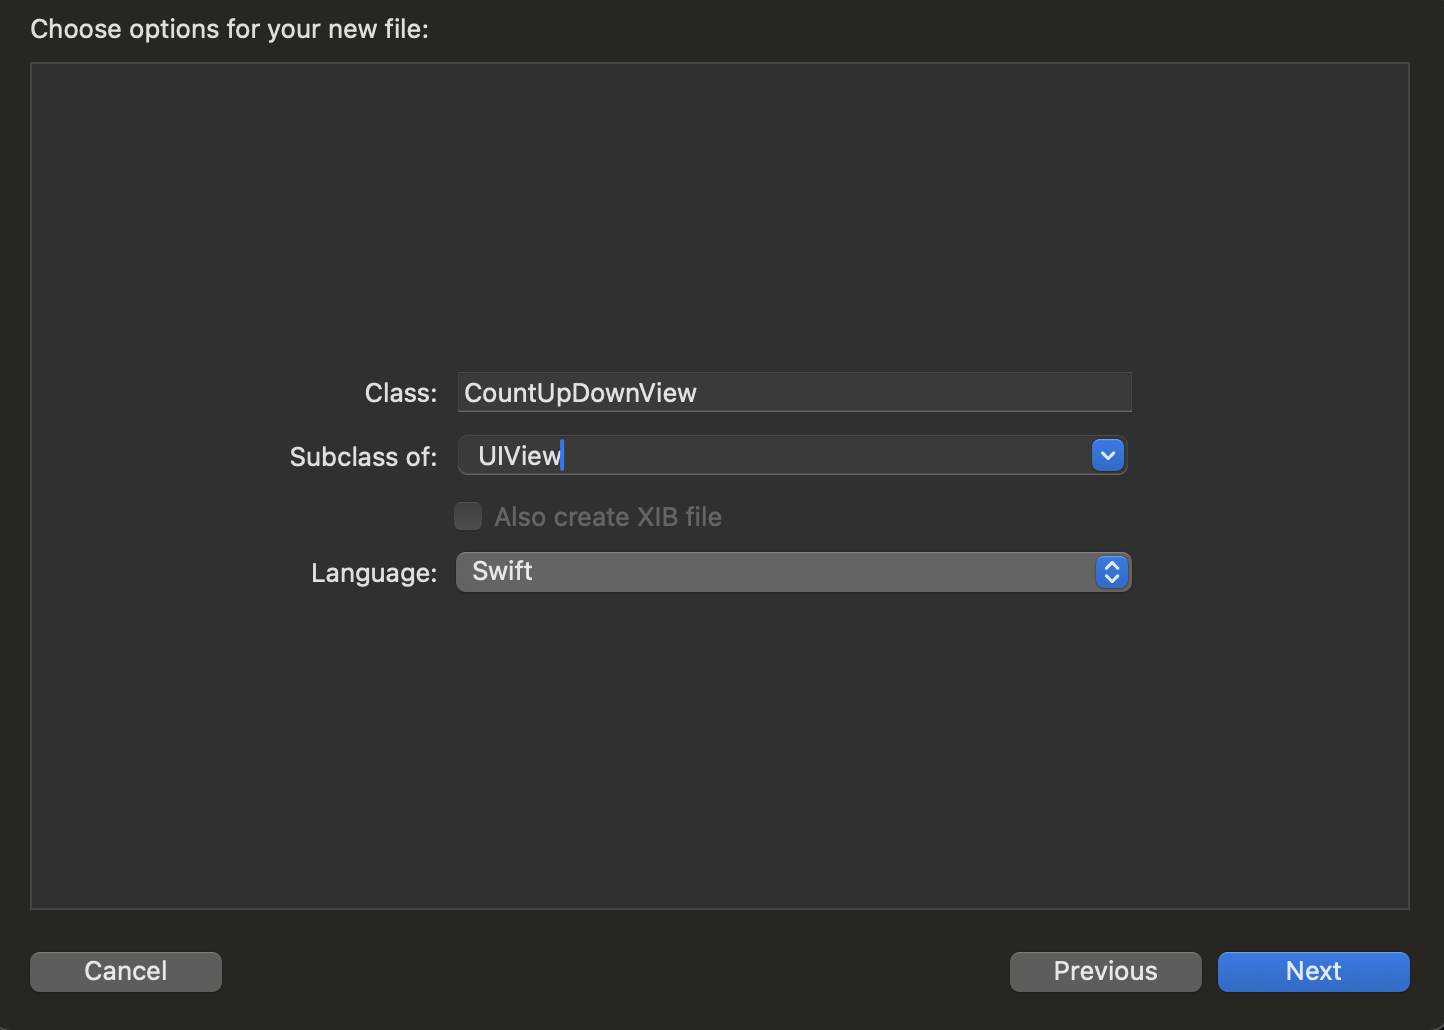 Choose options for your new file:
Class: CountUpDownView
Subclass of: UIView
Also create XIB file
Language: Swift
Cancel Previous Next